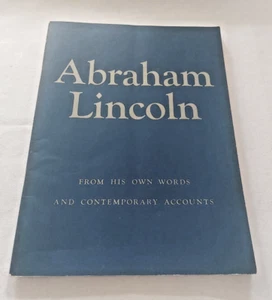 Abraham
Lincoln
FROM HIS OWN WORDS
AND CONTEMPORARY ACCOUNTS